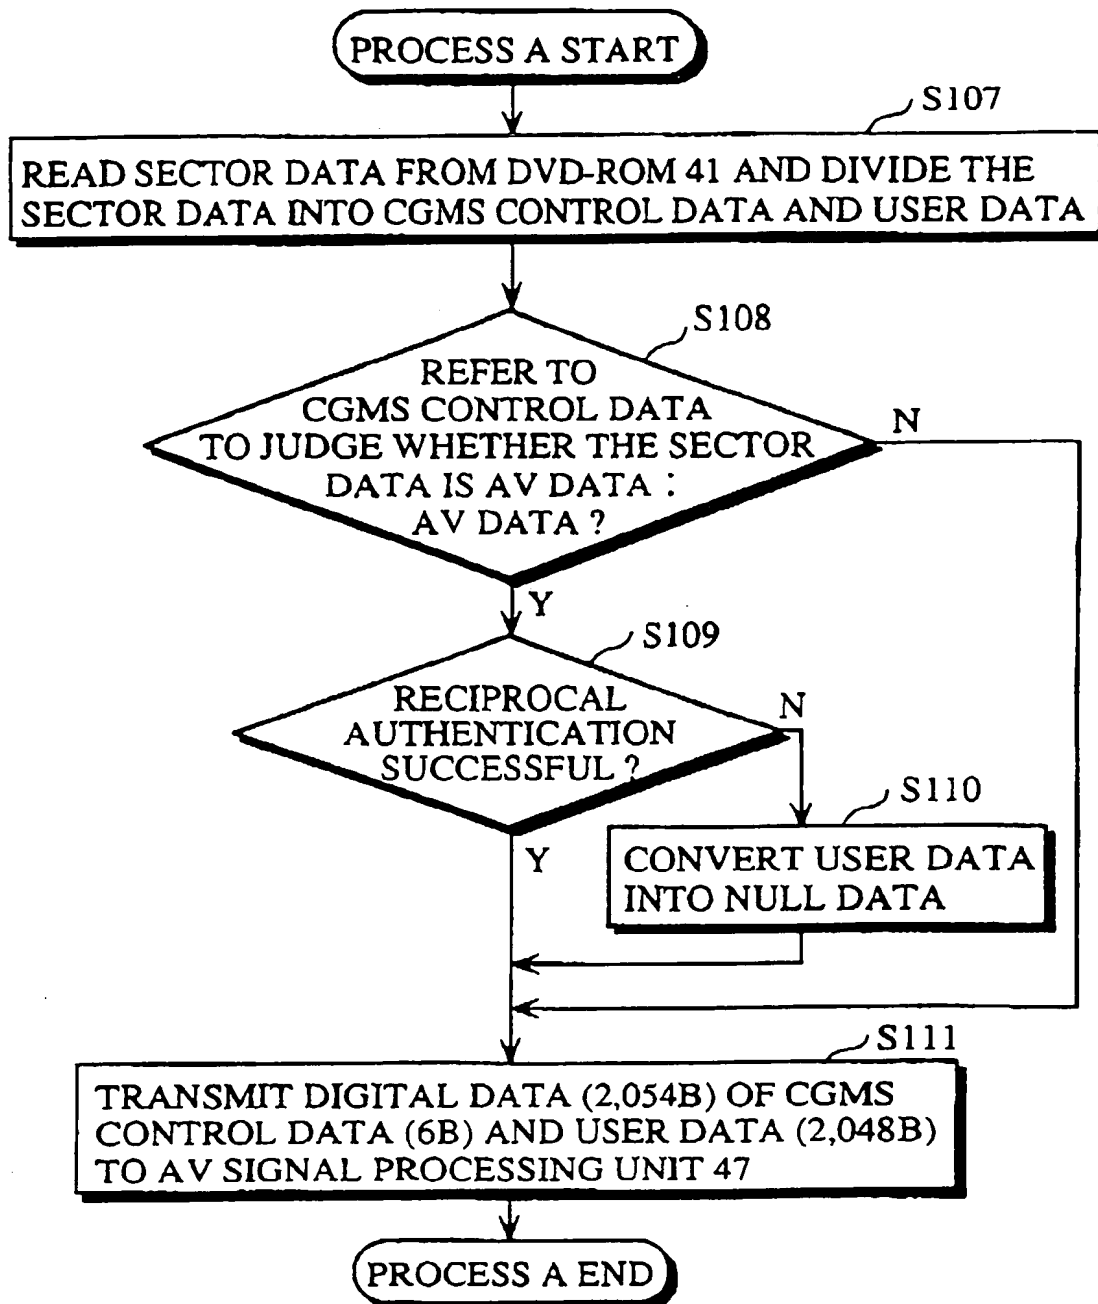 PROCESS A START
S107
READ SECTOR DATA FROM DVD-ROM 41 AND DIVIDE THE
SECTOR DATA INTO CGMS CONTROL DATA AND USER DATA
S108
REFER TO
CGMS CONTROL DATA
TO JUDGE WHETHER THE SECTOR
DATA IS AV DATA :
AV DATA ?
N
Y
S109
RECIPROCAL
AUTHENTICATION
SUCCESSFUL ?
N
Y
S110
CONVERT USER DATA
INTO NULL DATA
S111
TRANSMIT DIGITAL DATA (2,054B) OF CGMS
CONTROL DATA (6B) AND USER DATA (2,048B)
TO AV SIGNAL PROCESSING UNIT 47
PROCESS A END